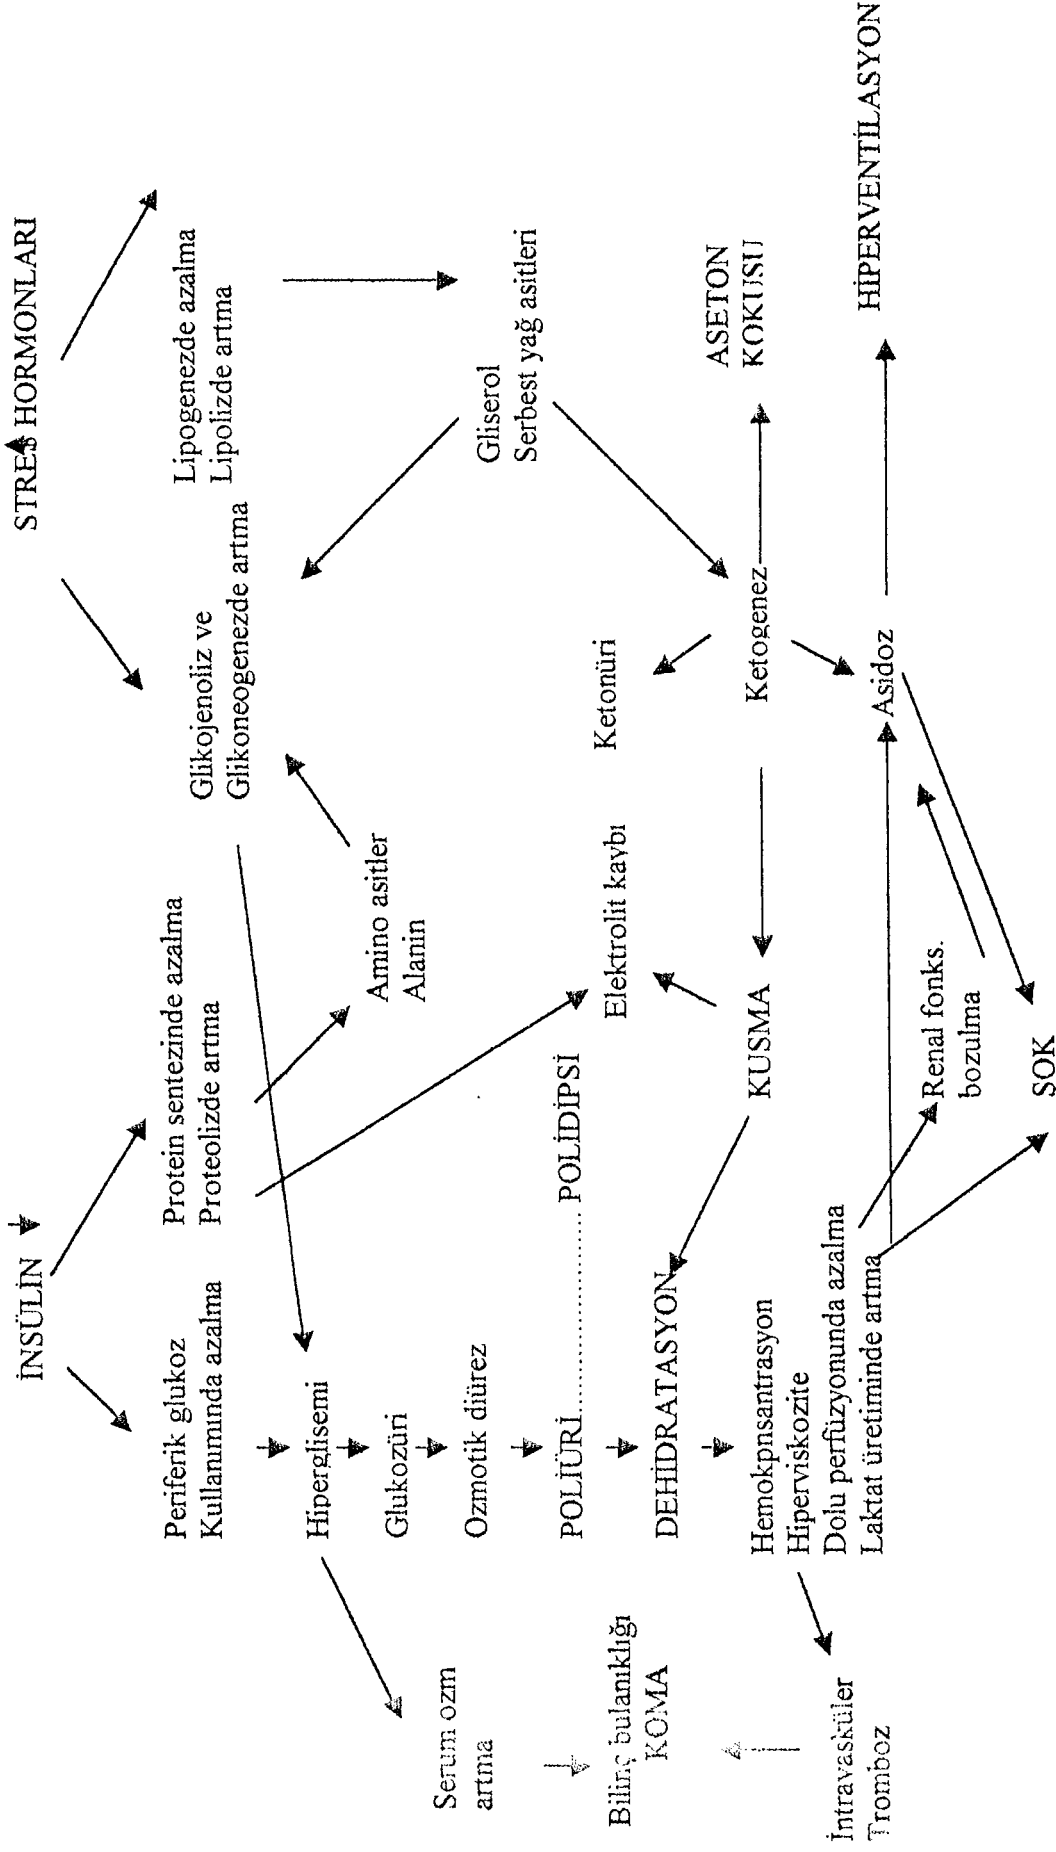 İNSÜLİN
STRES HORMONLARI
Periferik glukoz
Kullanımında azalma
Protein sentezinde azalma
Proteolizde artma
Glikojenoliz ve
Glikoneogenezde artma
Lipogenezde azalma
Lipolizde artma
Hiperglisemi
Amino asitler
Alanin
Glukozüri
Serum ozm
artma
Ozmotik diürez
Gliserol
Serbest yağ asitleri
POLİÜRİ....................POLİDİPSİ
Elektrolit kaybı
Ketonüri
Bilinç bulanıklığı
KOMA
DEHİDRATASYON
KUSMA
Ketogenez
ASETON
KOKUSU
Hemokpnsantrasyon
Hiperviskozite
Dolu perfüzyonunda azalma
Laktat üretiminde artma
Asidoz
HİPERVENTİLASYON
İntravasküler
Tromboz
Renal fonks.
bozulma
SOK